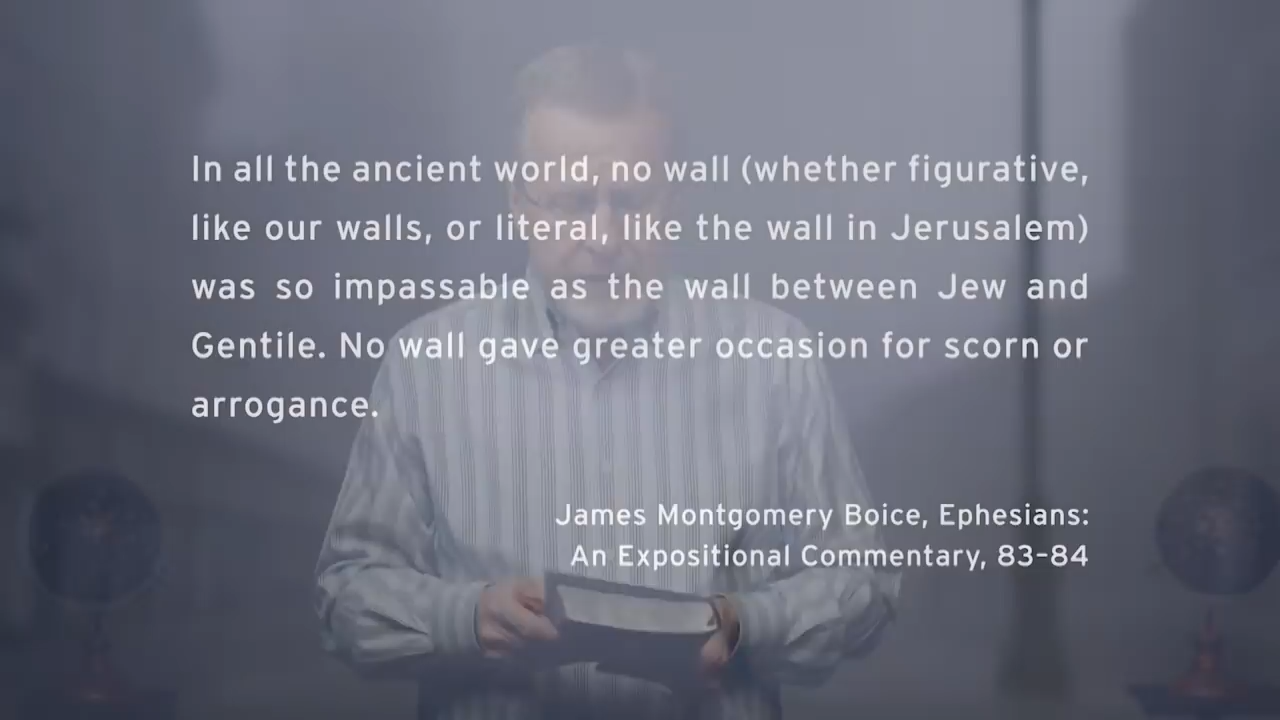 In all the ancient world, no wall (whether figurative,
like our walls, or literal, like the wall in Jerusalem)
was so impassable as the wall between Jew and
Gentile. No wall gave greater occasion for scorn or
arrogance.
James Montgomery Boice, Ephesians:
An Expositional Commentary, 83–84